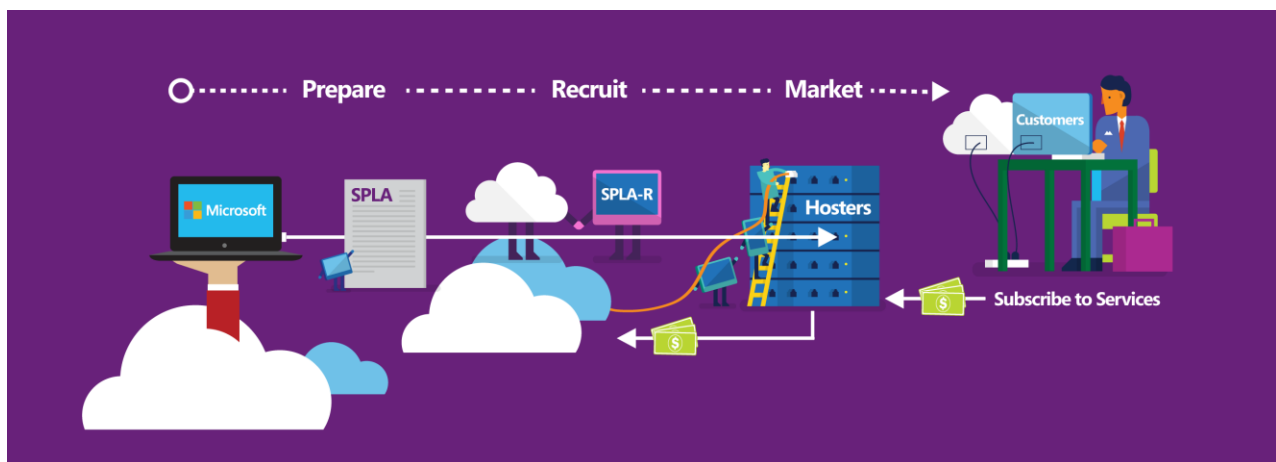 Prepare
Recruit
Market
Customers
Microsoft
SPLA
SPLA-R
Hosters
$
Subscribe to Services
$